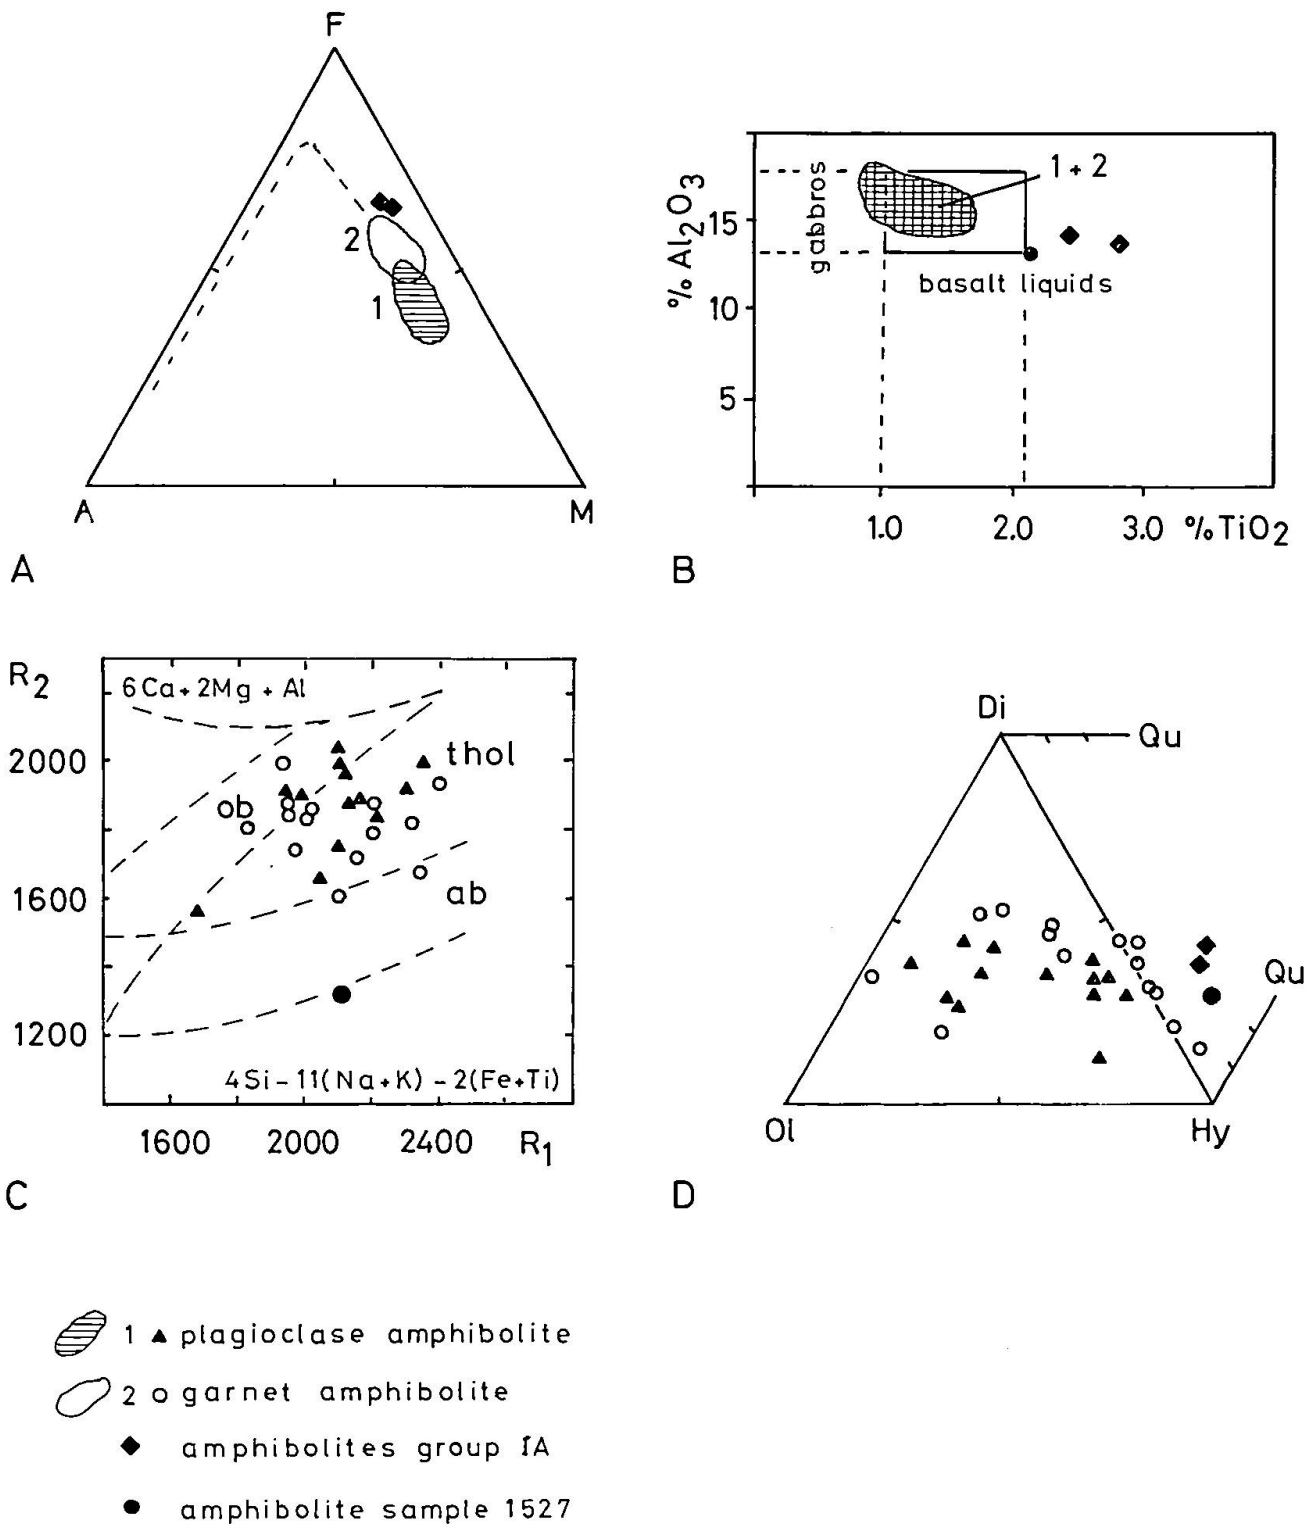 F
2
1
A M
A
1 + 2
% Al2O3
gabbros
15
basalt liquids
10
5
1.0 2.0 3.0 % TiO2
B
R2
6Ca+2Mg + Al
2000
thol
ob
1600
ab
1200
4Si-11(Na+K)-2(Fe+Ti)
1600 2000 2400 R1
C
Di
Qu
Qu
Ol Hy
D
1 plagioclase amphibolite
2 garnet amphibolite
amphibolites group IA
amphibolite sample 1527